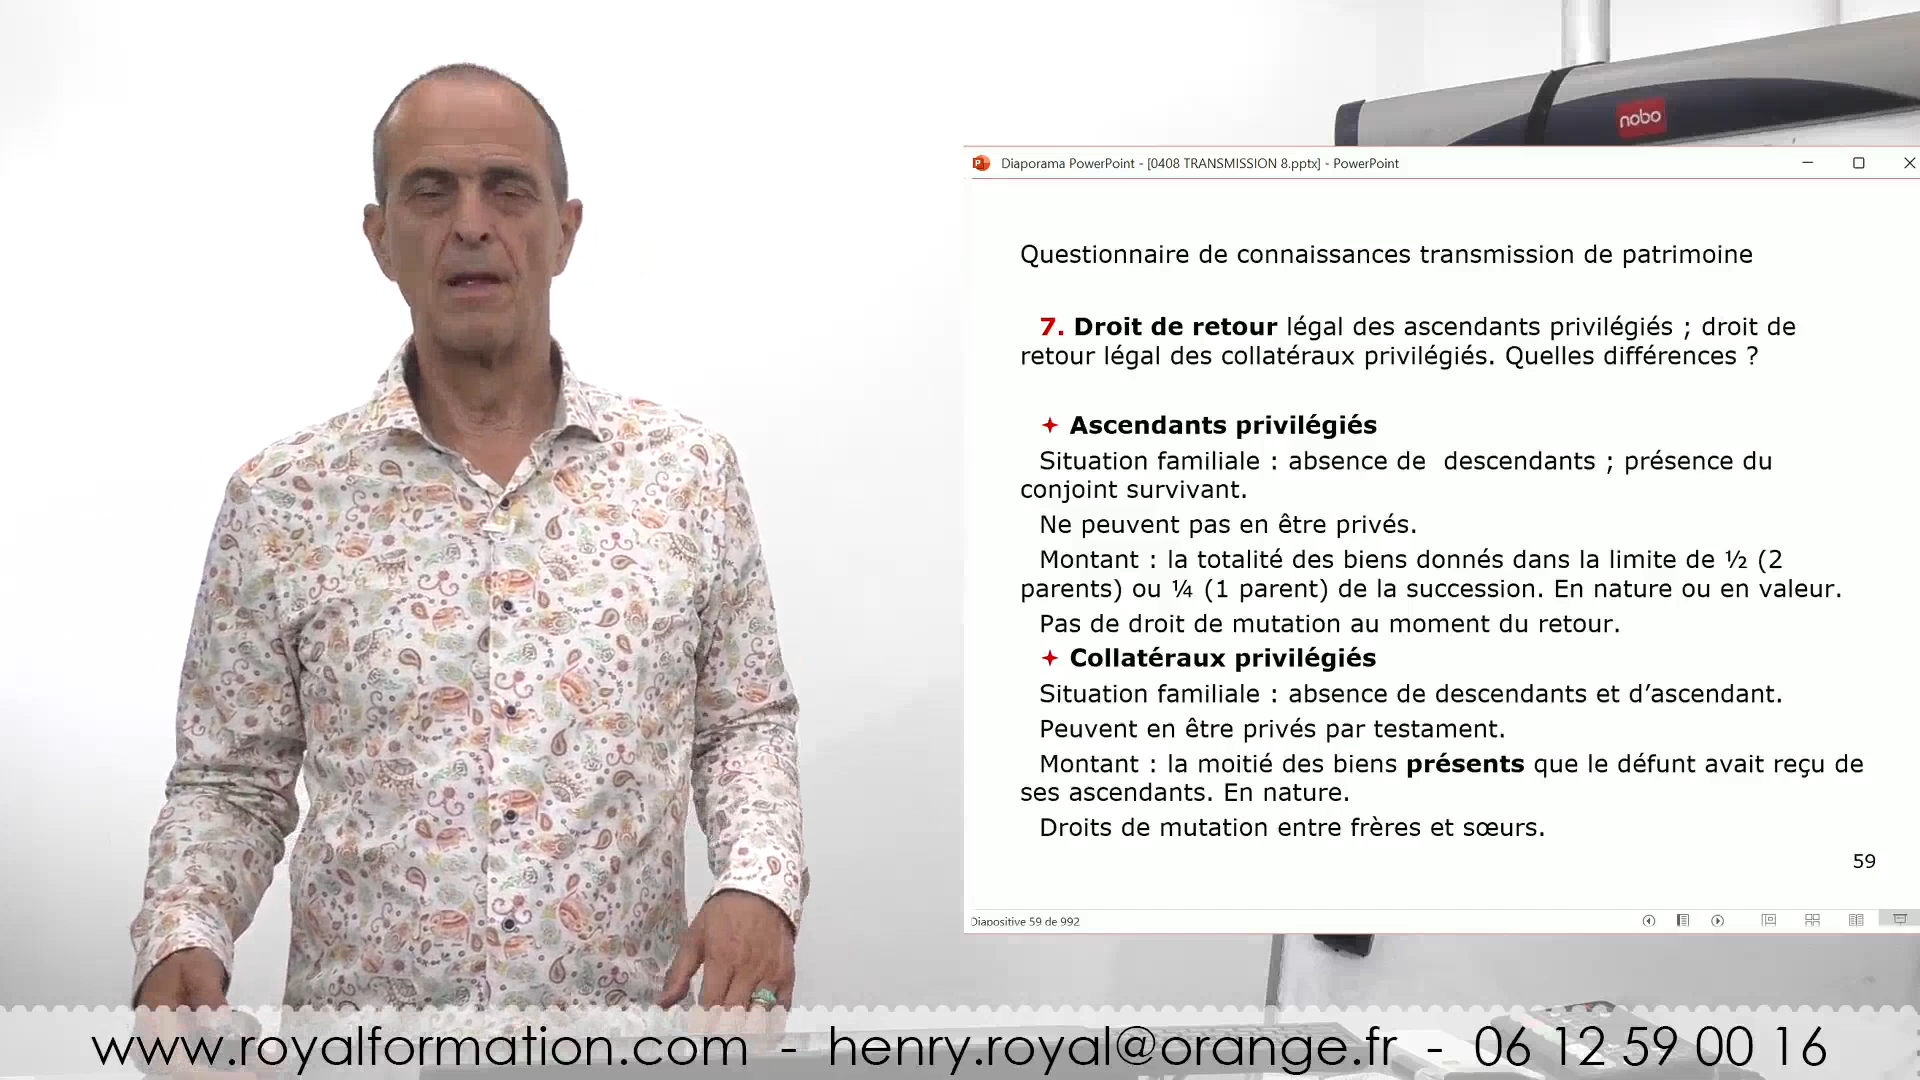 nobo
Diaporama PowerPoint - [0408 TRANSMISSION 8.pptx] - PowerPoint
Questionnaire de connaissances transmission de patrimoine
7. Droit de retour légal des ascendants privilégiés ; droit de
retour légal des collatéraux privilégiés. Quelles différences ?
Ascendants privilégiés
Situation familiale : absence de descendants ; présence du
conjoint survivant.
Ne peuvent pas en être privés.
Montant : la totalité des biens donnés dans la limite de ½ (2
parents) ou ¼ (1 parent) de la succession. En nature ou en valeur.
Pas de droit de mutation au moment du retour.
Collatéraux privilégiés
Situation familiale : absence de descendants et d’ascendant.
Peuvent en être privés par testament.
Montant : la moitié des biens présents que le défunt avait reçu de
ses ascendants. En nature.
Droits de mutation entre frères et sœurs.
59
Diapositive 59 de 992
www.royalformation.com - henry.royal@orange.fr - 06 12 59 00 16